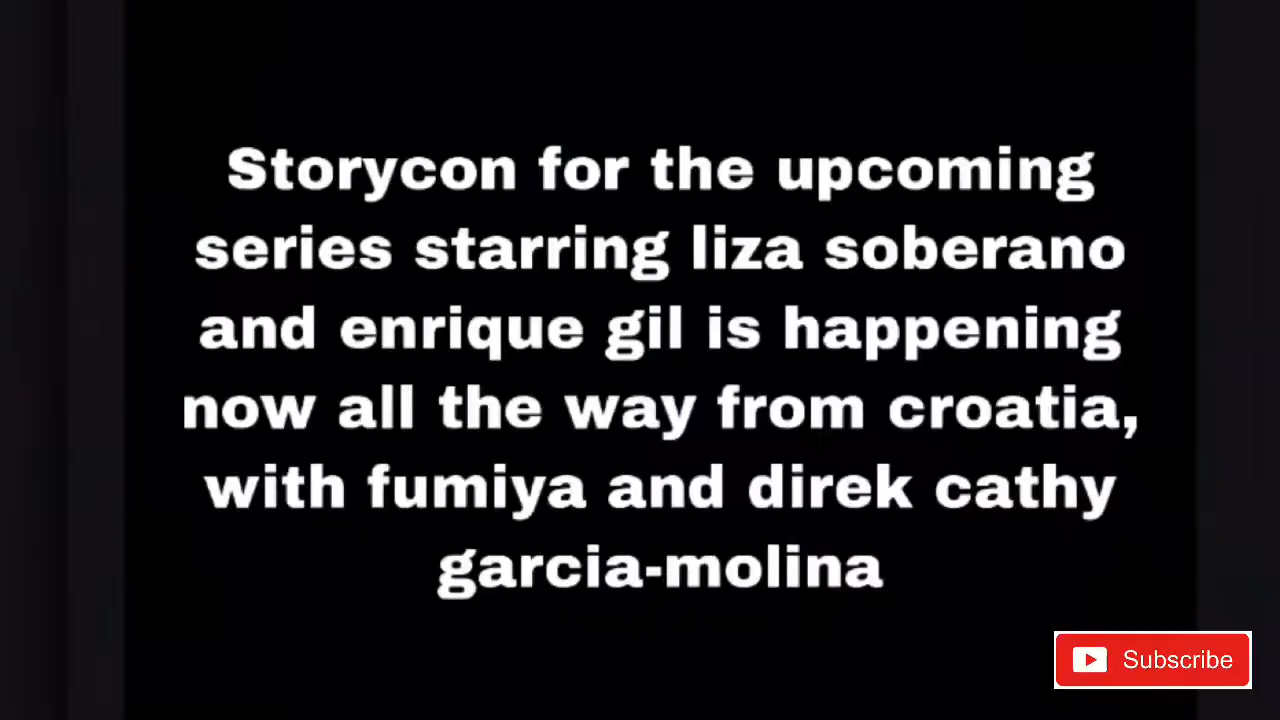 Storycon for the upcoming
series starring liza soberano
and enrique gil is happening
now all the way from croatia,
with fumiya and direk cathy
garcia-molina
Subscribe